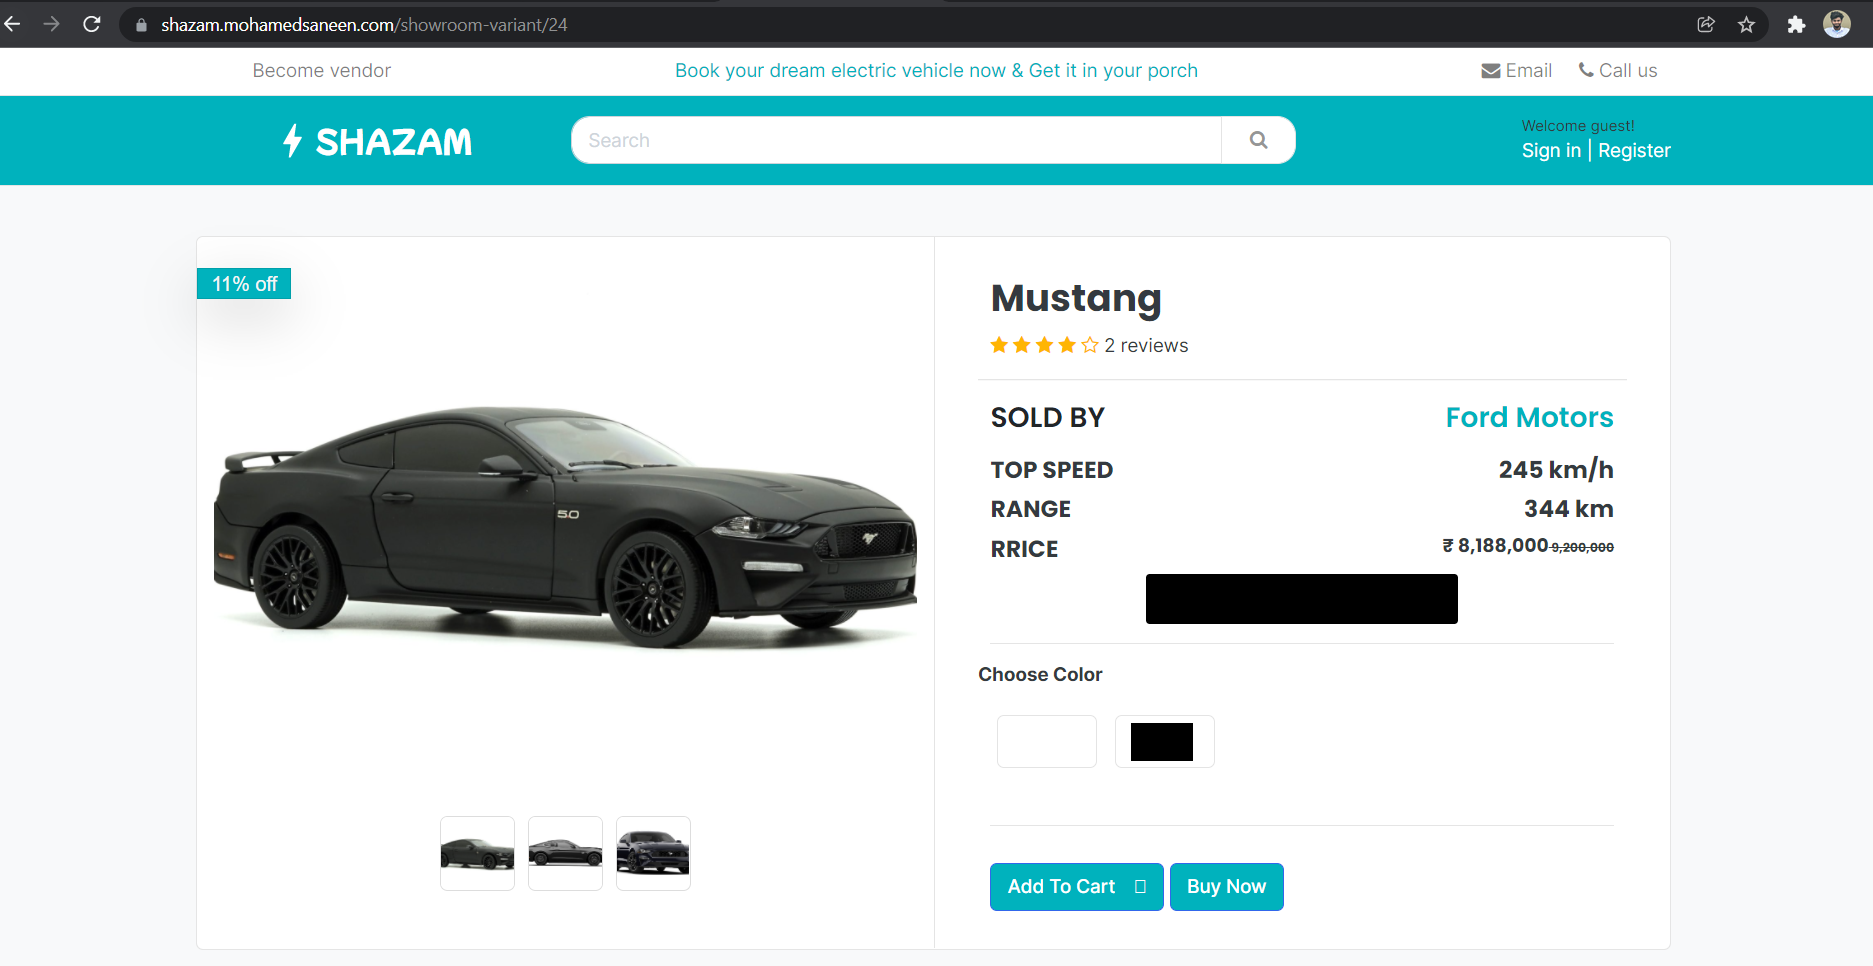 shazam.mohamedsaneen.com/showroom-variant/24
Become vendor
Book your dream electric vehicle now & Get it in your porch
Email
Call us
SHAZAM
Search
Welcome guest!
Sign in | Register
11% off
5.0
Mustang
2 reviews
SOLD BY Ford Motors
TOP SPEED 245 km/h
RANGE 344 km
RRICE ₹ 8,188,000 9,200,000
Choose Color
Add To Cart
Buy Now